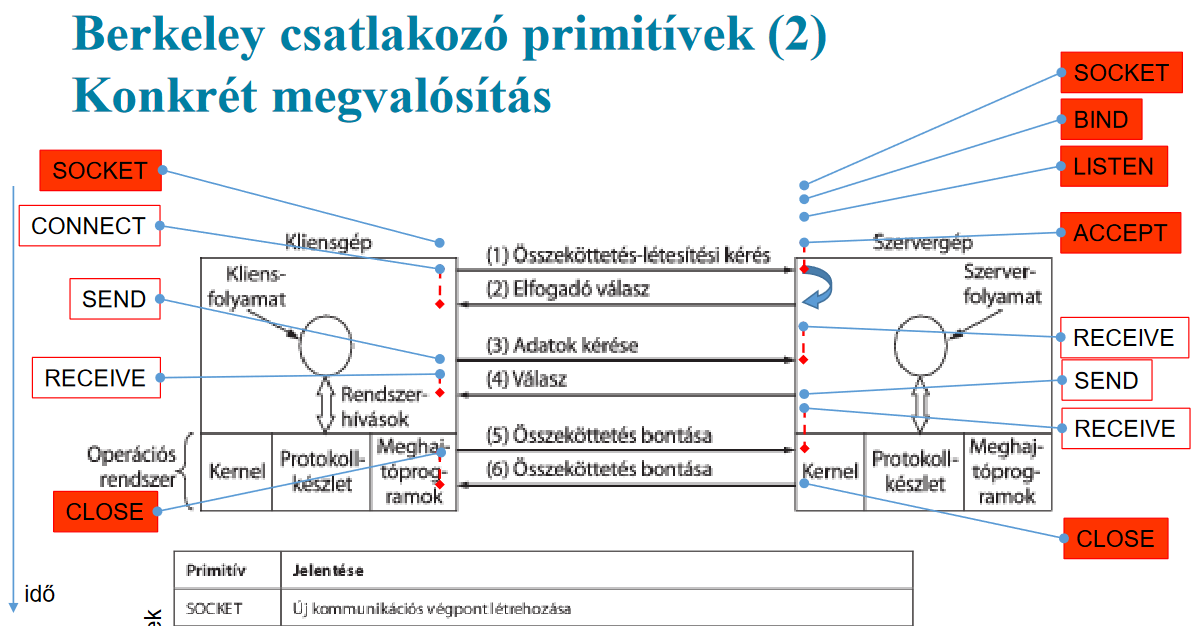 Berkeley csatlakozó primitívek (2)
Konkrét megvalósítás
SOCKET
BIND
LISTEN
ACCEPT
SOCKET
CONNECT
SEND
RECEIVE
CLOSE
Kliensgép
Kliens-
folyamat
Rendszer-
hívások
Operációs
rendszer
Kernel
Protokoll-
készlet
Meghaj-
tóprog-
ramok
(1) Összeköttetés-létesítési kérés
(2) Elfogadó válasz
(3) Adatok kérése
(4) Válasz
(5) Összeköttetés bontása
(6) Összeköttetés bontása
Szervergép
Szerver-
folyamat
Kernel
Protokoll-
készlet
Meghaj-
tóprog-
ramok
RECEIVE
SEND
RECEIVE
CLOSE
idő
Primitív Jelentése
SOCKET Új kommunikációs végpont létrehozása
ek